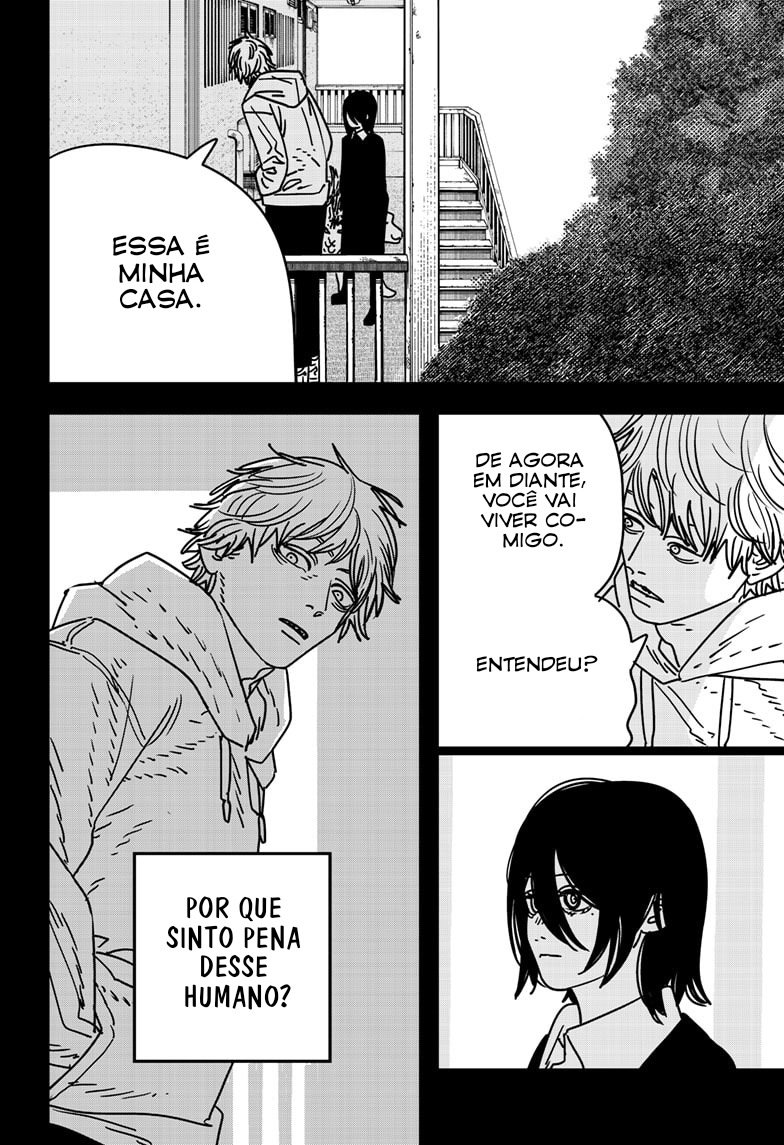 ESSA É
MINHA
CASA.
DE AGORA
EM DIANTE,
VOCÊ VAI
VIVER CO-
MIGO.
ENTENDEU?
POR QUE
SINTO PENA
DESSE
HUMANO?